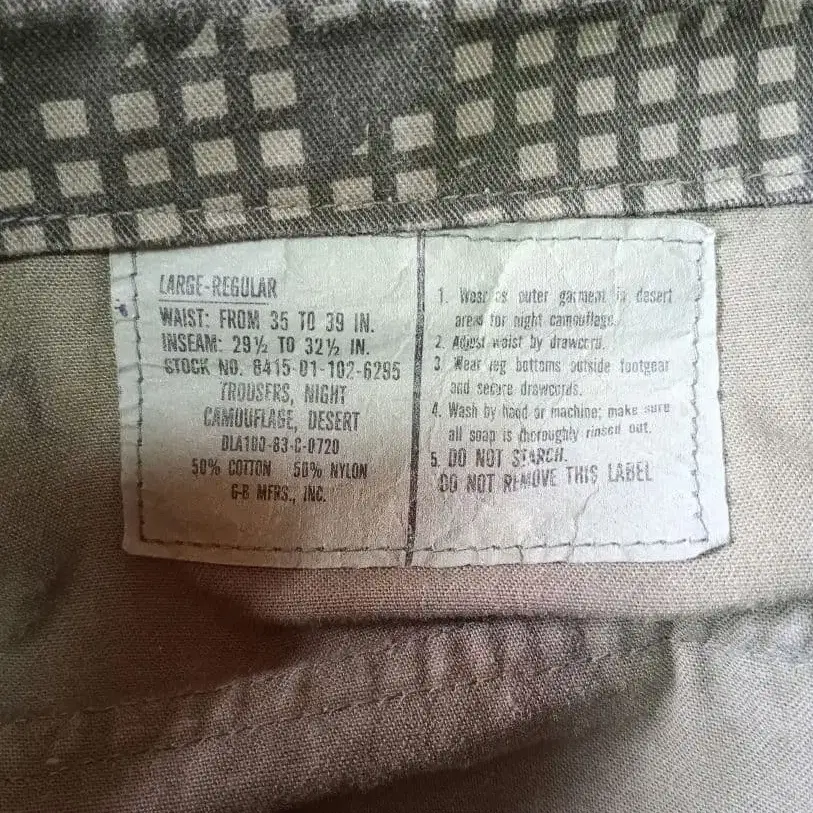 LARGE-REGULAR
WAIST: FROM 35 TO 39 IN.
INSEAM: 29½ TO 32½ IN.
STOCK NO. 8415-01-102-6295
TROUSERS, NIGHT
CAMOUFLAGE, DESERT
DLA100-83-C-0720
50% COTTON 50% NYLON
G-B MFRS., INC.
1. Wear as outer garment in desert
areas for night camouflage.
2. Adjust waist by drawcord.
3 Wear leg bottoms outside footgear
and secure drawcords.
4. Wash by hand or machine; make sure
all soap is thoroughly rinsed out.
5. DO NOT STARCH.
DO NOT REMOVE THIS LABEL